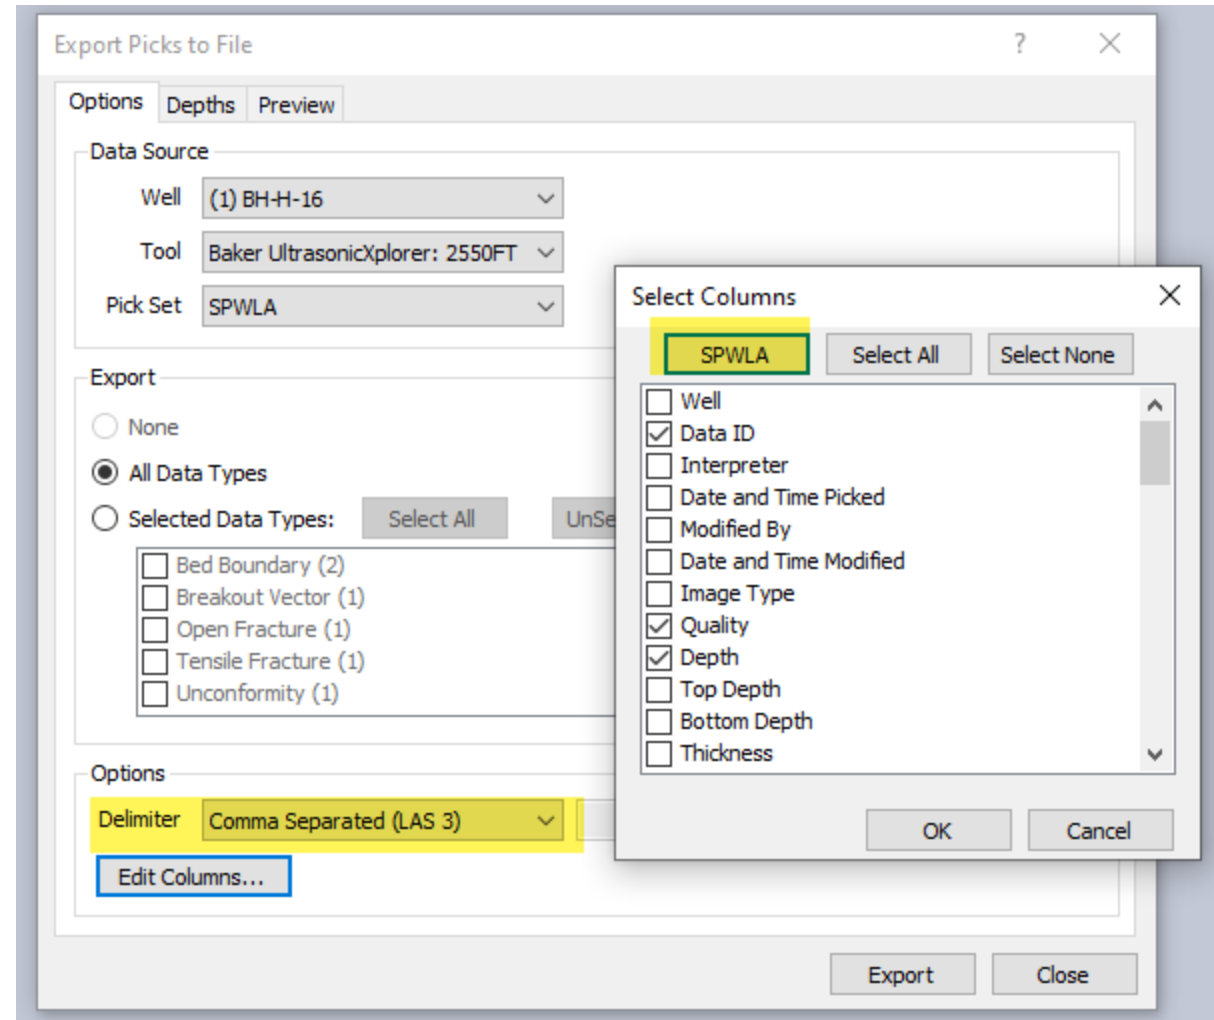 Export Picks to File
?
Options Depths Preview
Data Source
Well (1) BH-H-16
Tool Baker UltrasonicXplorer: 2550FT
Pick Set SPWLA
Export
None
All Data Types
Selected Data Types: Select All UnSe
Bed Boundary (2)
Breakout Vector (1)
Open Fracture (1)
Tensile Fracture (1)
Unconformity (1)
Options
Delimiter Comma Separated (LAS 3)
Edit Columns...
Export Close
Select Columns
SPWLA Select All Select None
Well
Data ID
Interpreter
Date and Time Picked
Modified By
Date and Time Modified
Image Type
Quality
Depth
Top Depth
Bottom Depth
Thickness
OK Cancel